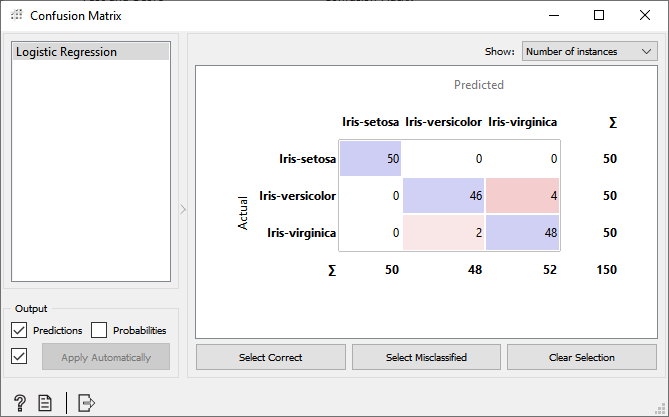 Confusion Matrix
Logistic Regression
Show: Number of instances
Predicted
Iris-setosa Iris-versicolor Iris-virginica Σ
Iris-setosa 50 0 0 50
Iris-versicolor 0 46 4 50
Iris-virginica 0 2 48 50
Σ 50 48 52 150
Actual
Output
Predictions Probabilities
Apply Automatically
Select Correct Select Misclassified Clear Selection